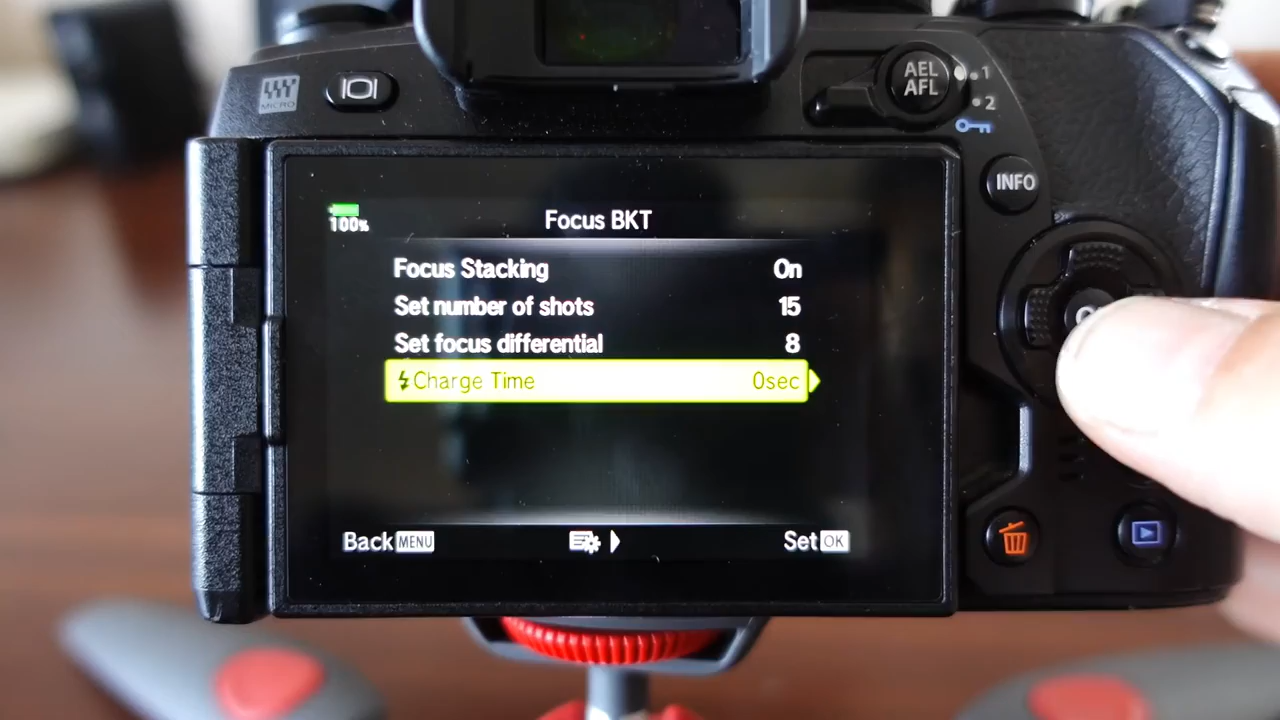 MICRO
AEL
AFL
1
2
INFO
100%
Focus BKT
Focus Stacking On
Set number of shots 15
Set focus differential 8
Charge Time 0sec
Back MENU
Set OK